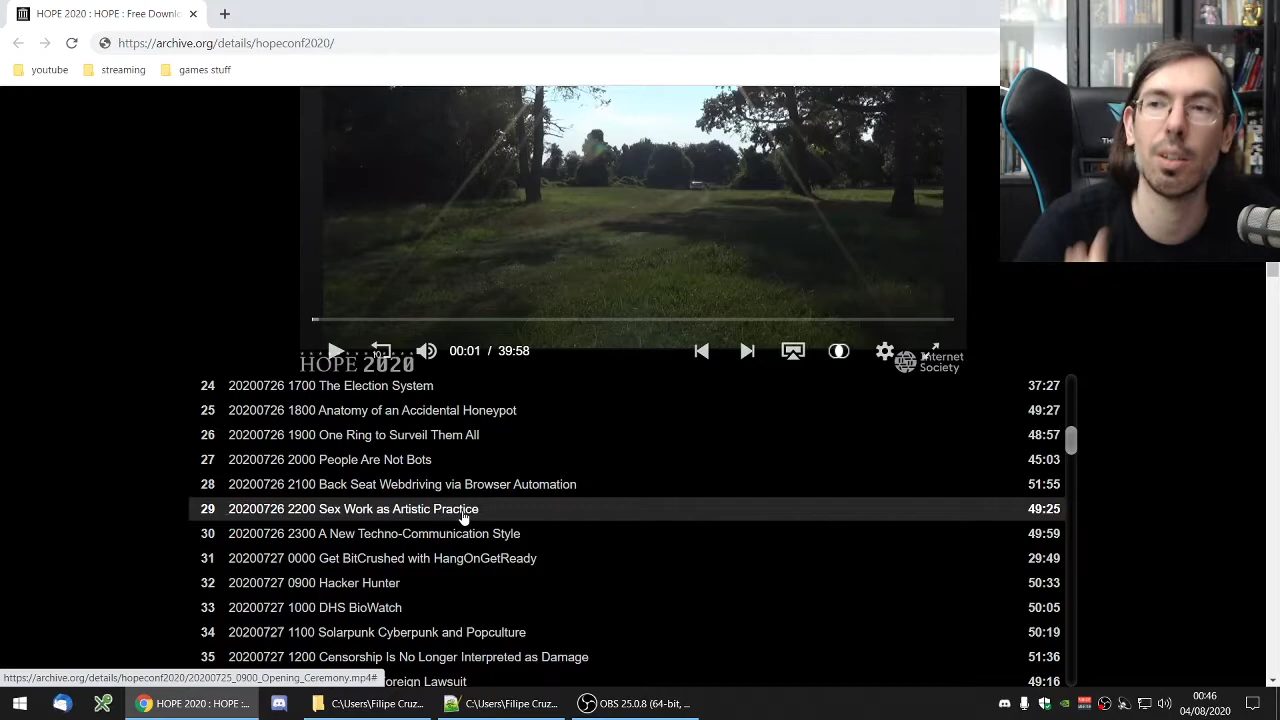 HOPE 2020 : HOPE : Free Downl
https://archive.org/details/hopeconf2020/
youtube
streaming
games stuff
00:01 / 39:58
HOPE 2020
Internet
Society
24 20200726 1700 The Election System 37:27
25 20200726 1800 Anatomy of an Accidental Honeypot 49:27
26 20200726 1900 One Ring to Surveil Them All 48:57
27 20200726 2000 People Are Not Bots 45:03
28 20200726 2100 Back Seat Webdriving via Browser Automation 51:55
29 20200726 2200 Sex Work as Artistic Practice 49:25
30 20200726 2300 A New Techno-Communication Style 49:59
31 20200727 0000 Get BitCrushed with HangOnGetReady 29:49
32 20200727 0900 Hacker Hunter 50:33
33 20200727 1000 DHS BioWatch 50:05
34 20200727 1100 Solarpunk Cyberpunk and Popculture 50:19
35 20200727 1200 Censorship Is No Longer Interpreted as Damage 51:36
https://archive.org/details/hopeconf2020/20200725_0900_Opening_Ceremony.mp4#
oreign Lawsuit 49:16
HOPE 2020 : HOPE :...
C:\Users\Filipe Cruz...
C:\Users\Filipe Cruz...
OBS 25.0.8 (64-bit, ...
00:46
04/08/2020